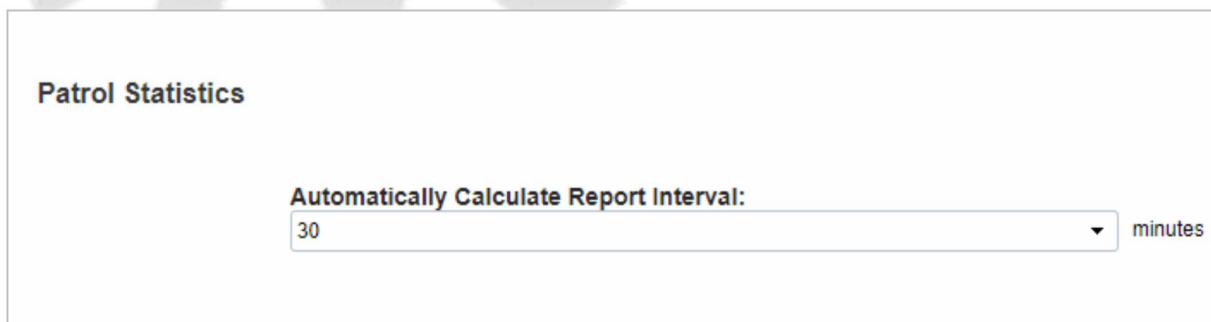 Patrol Statistics
Automatically Calculate Report Interval:
30 minutes